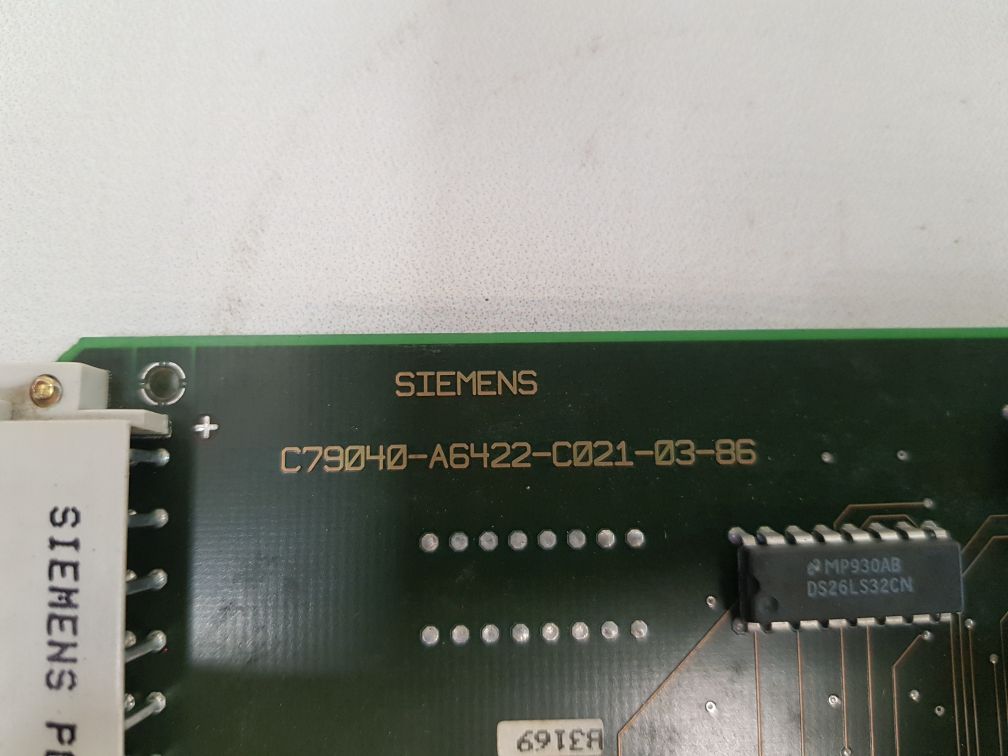 SIEMENS
C79040-A6422-C021-03-86
MP930AB
DS26LS32CN
SIEMENS
B3169